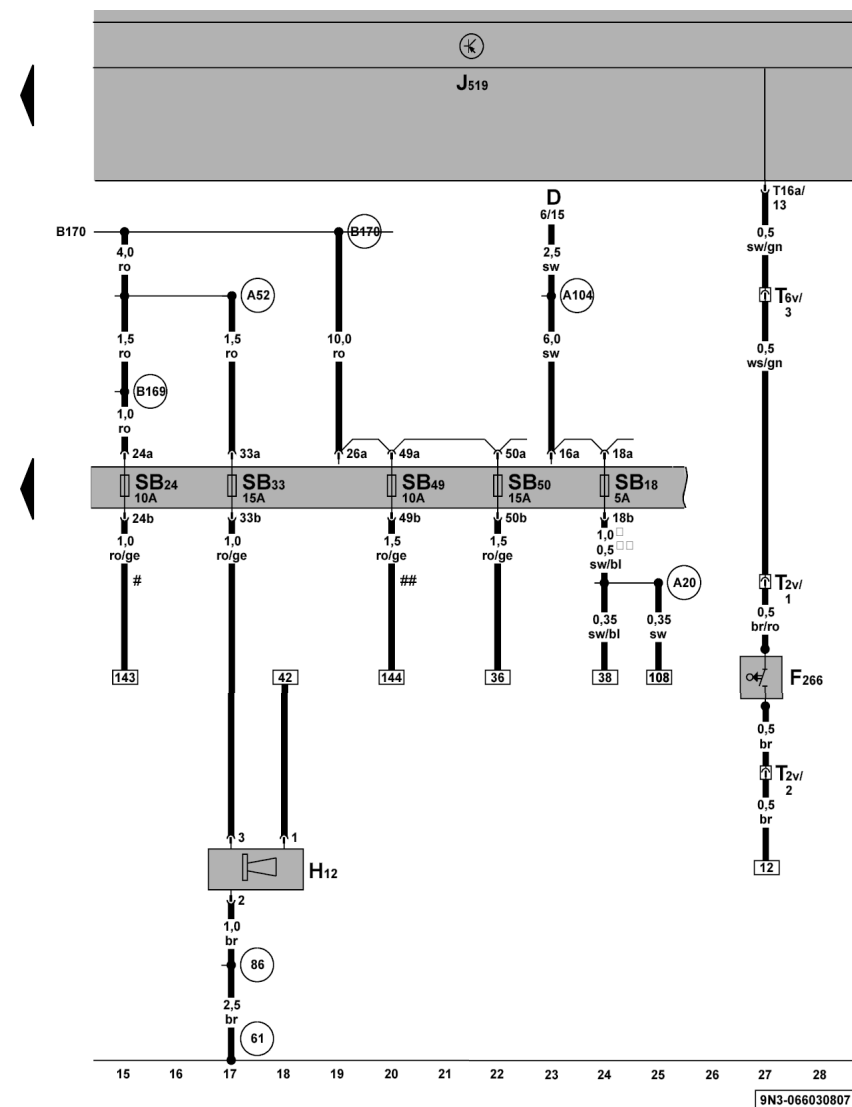 J519
T16a/
13
D
6/15
B170
B170
4,0
ro
2,5
sw
0,5
sw/gn
A52
A104
T6v/
3
1,5
ro
1,5
ro
10,0
ro
6,0
sw
0,5
ws/gn
B169
1,0
ro
24a
33a
26a
49a
50a
16a
18a
SB24
10A
SB33
15A
SB49
10A
SB50
15A
SB18
5A
24b
33b
49b
50b
18b
1,0
ro/ge
1,0
ro/ge
1,5
ro/ge
1,5
ro/ge
1,0
0,5
sw/bl
#
##
A20
T2v/
1
0,35
sw/bl
0,35
sw
0,5
br/ro
143
42
144
36
38
108
F266
0,5
br
T2v/
2
0,5
br
3
1
H12
12
2
1,0
br
86
2,5
br
61
15 16 17 18 19 20 21 22 23 24 25 26 27 28
9N3-066030807